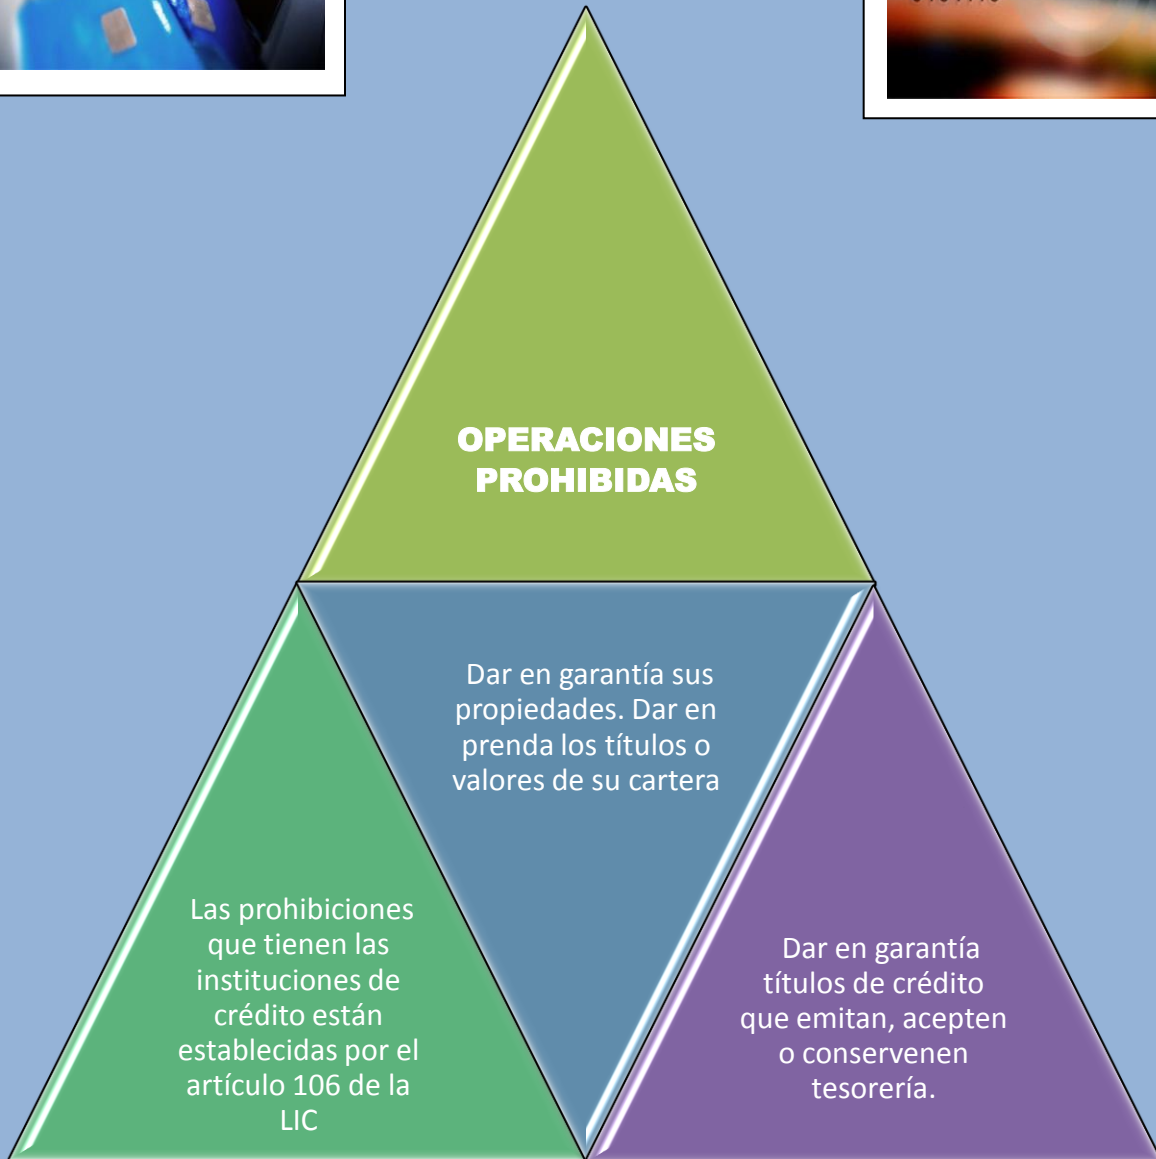 OPERACIONES
PROHIBIDAS
Dar en garantía sus
propiedades. Dar en
prenda los títulos o
valores de su cartera
Las prohibiciones
que tienen las
instituciones de
crédito están
establecidas por el
artículo 106 de la
LIC
Dar en garantía
títulos de crédito
que emitan, acepten
o conservenen
tesorería.